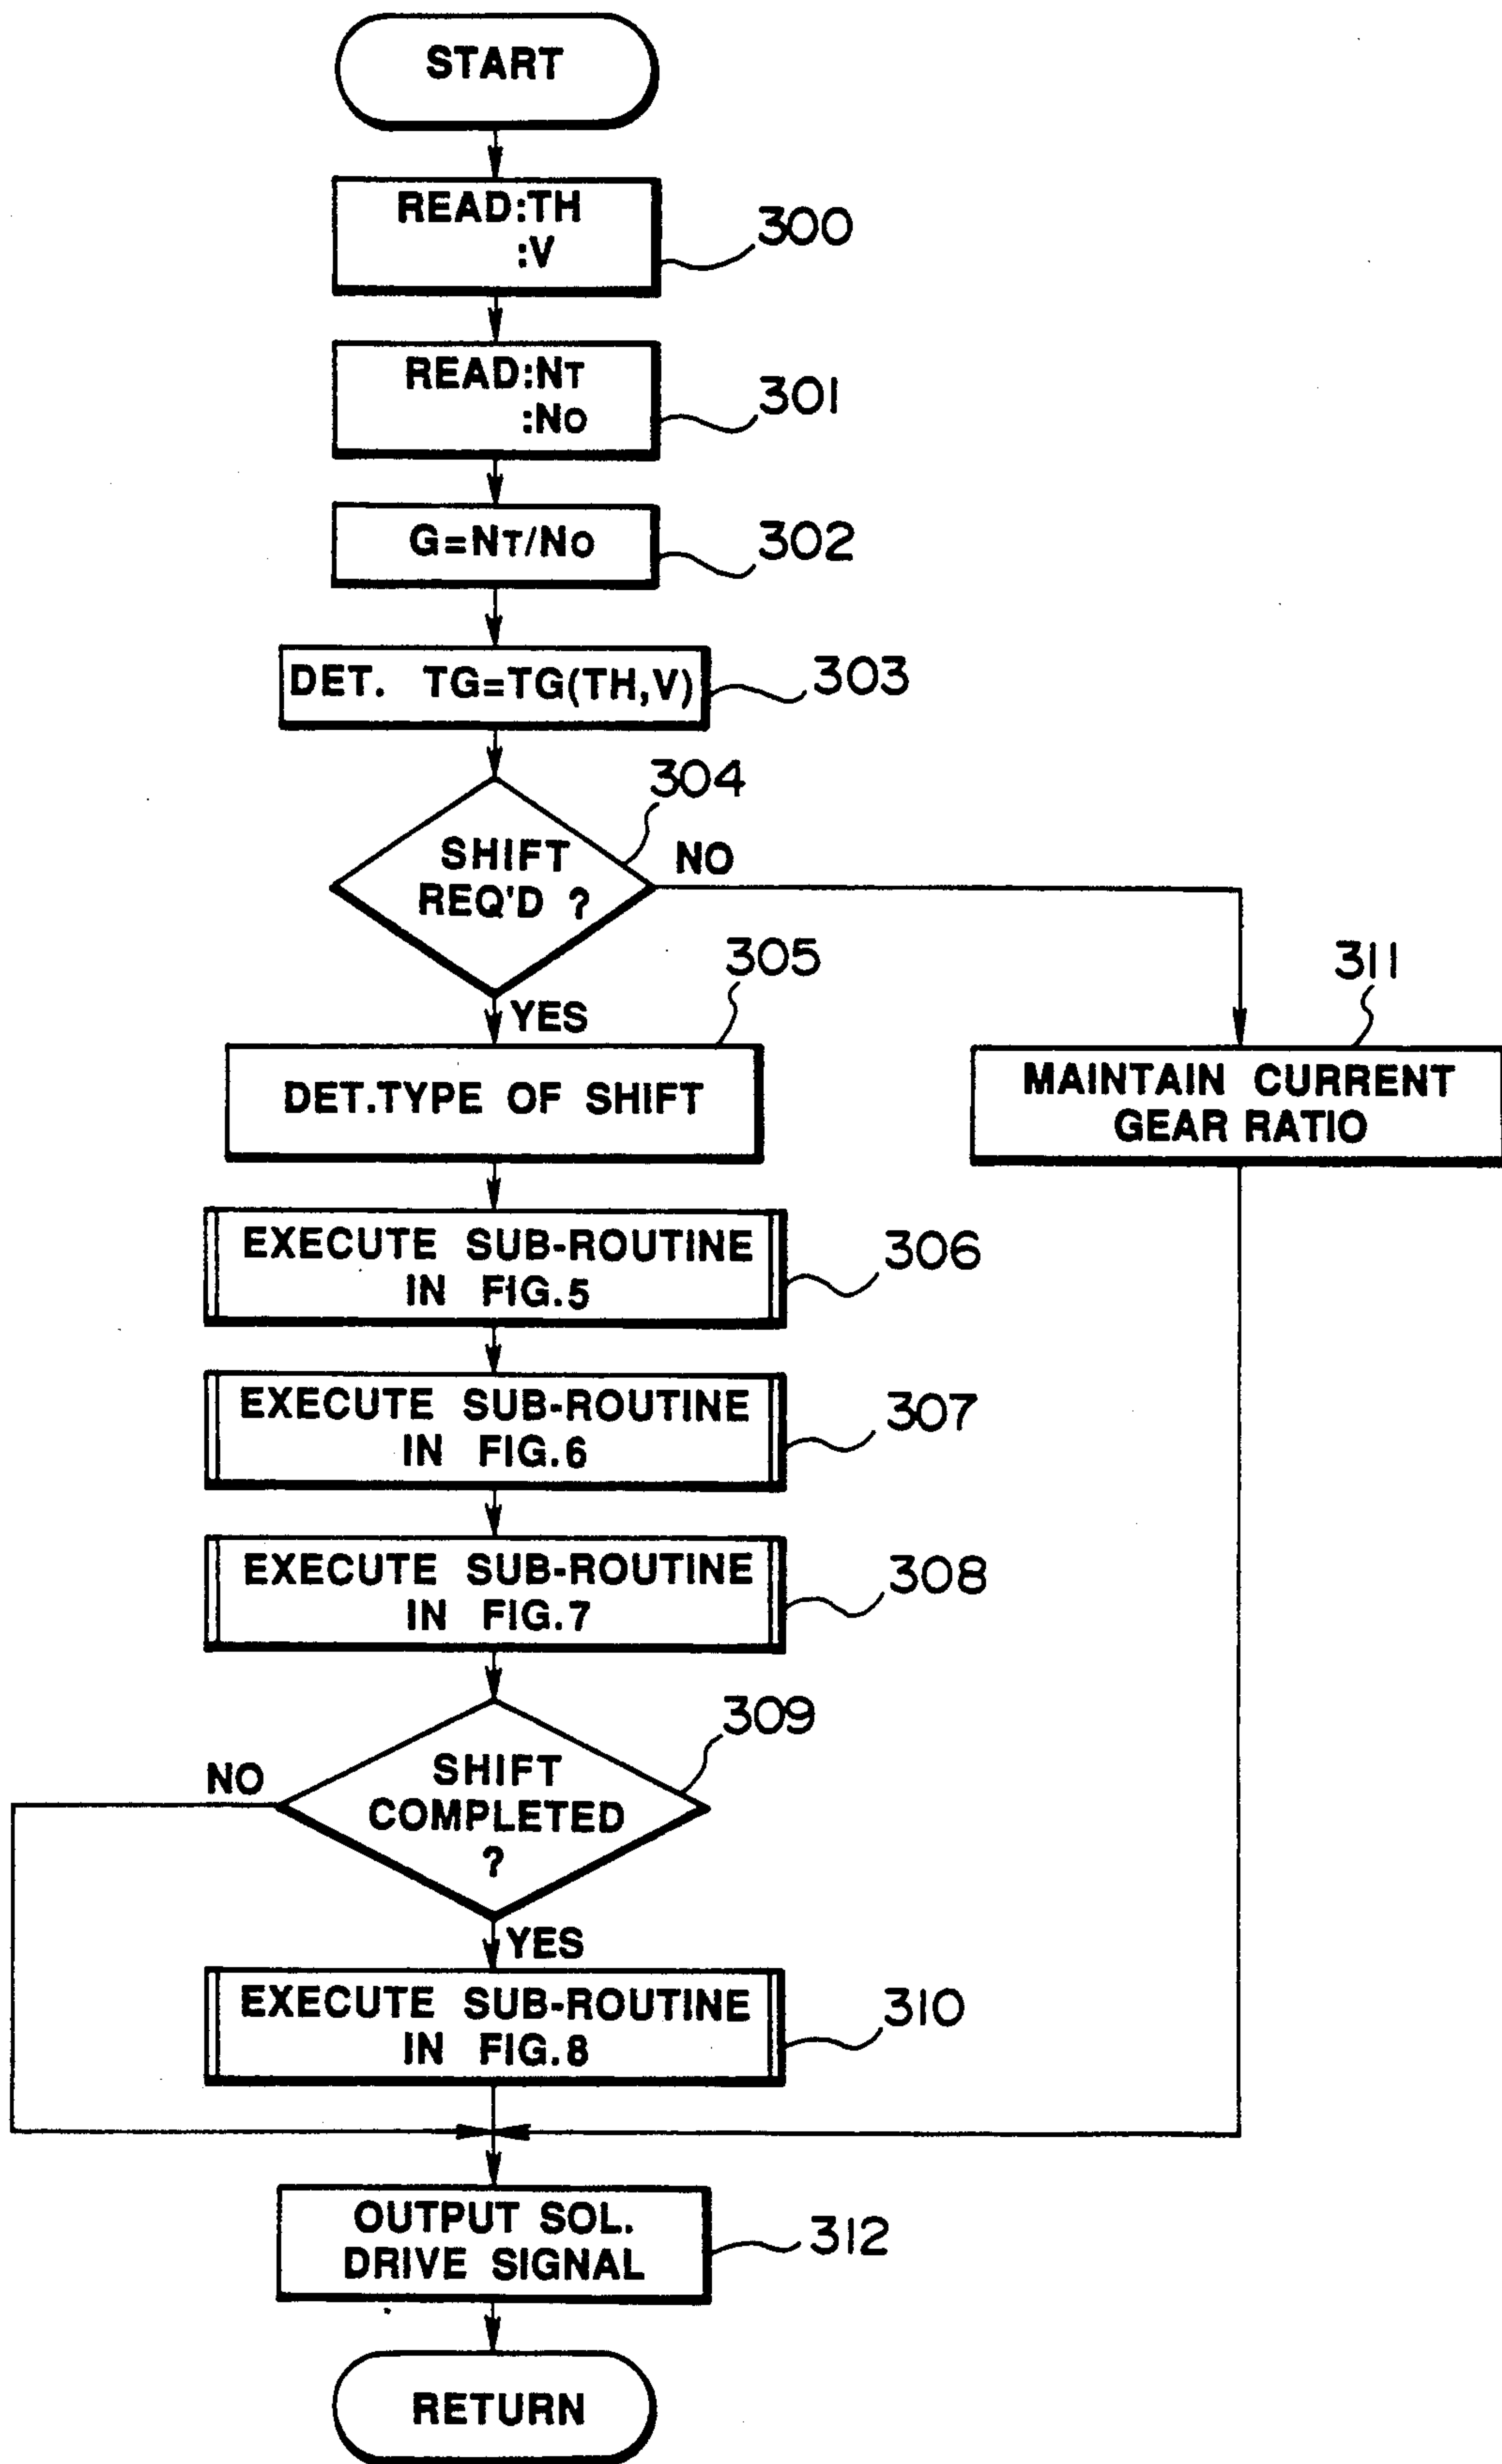 START
READ:TH
:V
300
READ:NT
:NO
301
G=NT/NO
302
DET. TG=TG(TH,V)
303
304
SHIFT
REQ'D ?
NO
YES
305
DET.TYPE OF SHIFT
311
MAINTAIN CURRENT
GEAR RATIO
EXECUTE SUB-ROUTINE
IN FIG.5
306
EXECUTE SUB-ROUTINE
IN FIG.6
307
EXECUTE SUB-ROUTINE
IN FIG.7
308
309
SHIFT
COMPLETED
?
NO
YES
EXECUTE SUB-ROUTINE
IN FIG.8
310
OUTPUT SOL.
DRIVE SIGNAL
312
RETURN